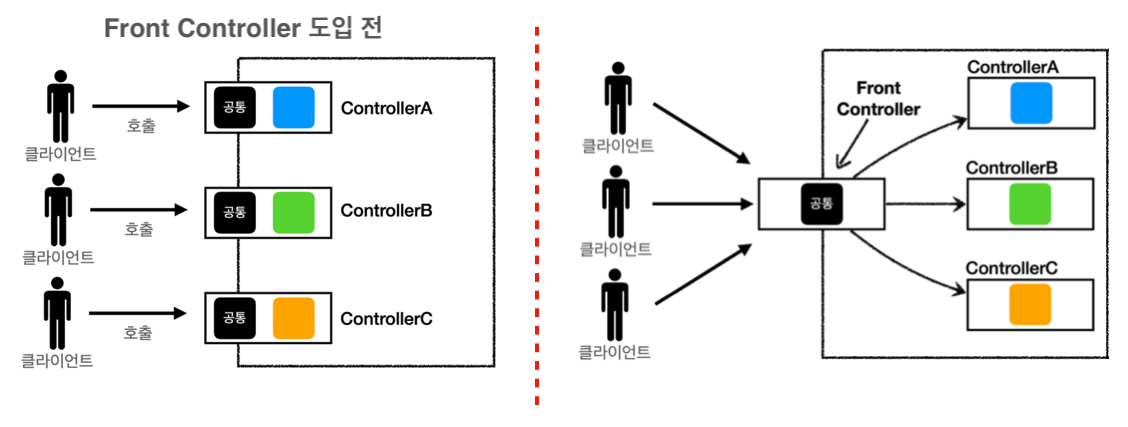 Front Controller 도입 전
공통
ControllerA
호출
클라이언트
공통
ControllerB
호출
클라이언트
공통
ControllerC
호출
클라이언트
ControllerA
Front
Controller
클라이언트
ControllerB
공통
클라이언트
ControllerC
클라이언트